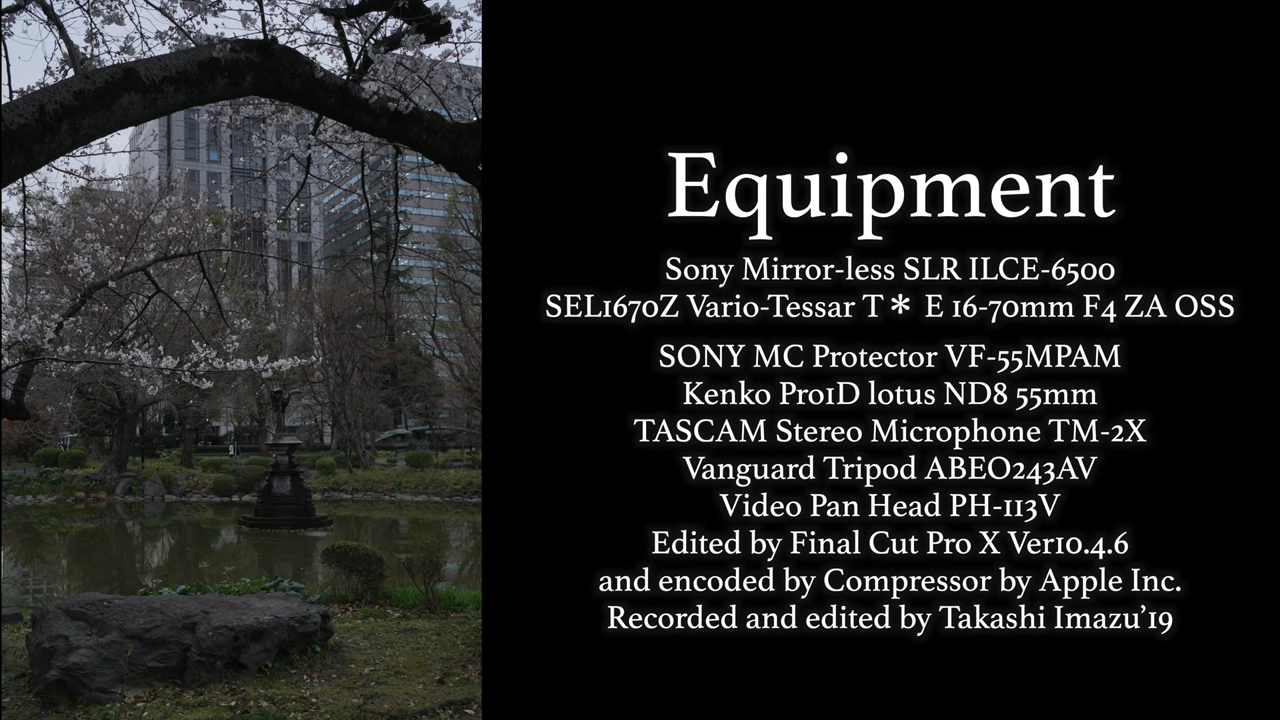 Equipment
Sony Mirror-less SLR ILCE-6500
SEL1670Z Vario-Tessar T＊ E 16-70mm F4 ZA OSS
SONY MC Protector VF-55MPAM
Kenko Pro1D lotus ND8 55mm
TASCAM Stereo Microphone TM-2X
Vanguard Tripod ABEO243AV
Video Pan Head PH-113V
Edited by Final Cut Pro X Ver10.4.6
and encoded by Compressor by Apple Inc.
Recorded and edited by Takashi Imazu’19